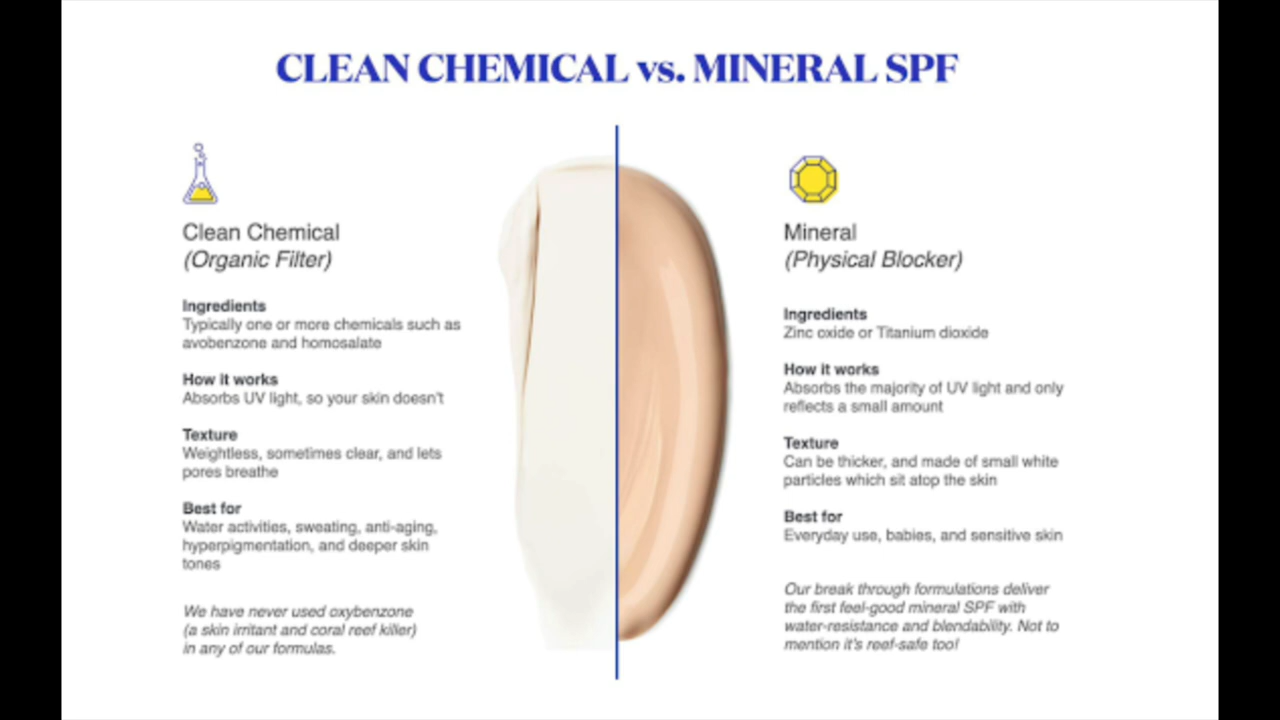 CLEAN CHEMICAL vs. MINERAL SPF
Clean Chemical
(Organic Filter)
Ingredients
Typically one or more chemicals such as
avobenzone and homosalate
How it works
Absorbs UV light, so your skin doesn't
Texture
Weightless, sometimes clear, and lets
pores breathe
Best for
Water activities, sweating, anti-aging,
hyperpigmentation, and deeper skin
tones
We have never used oxybenzone
(a skin irritant and coral reef killer)
in any of our formulas.
Mineral
(Physical Blocker)
Ingredients
Zinc oxide or Titanium dioxide
How it works
Absorbs the majority of UV light and only
reflects a small amount
Texture
Can be thicker, and made of small white
particles which sit atop the skin
Best for
Everyday use, babies, and sensitive skin
Our break through formulations deliver
the first feel-good mineral SPF with
water-resistance and blendability. Not to
mention it's reef-safe too!